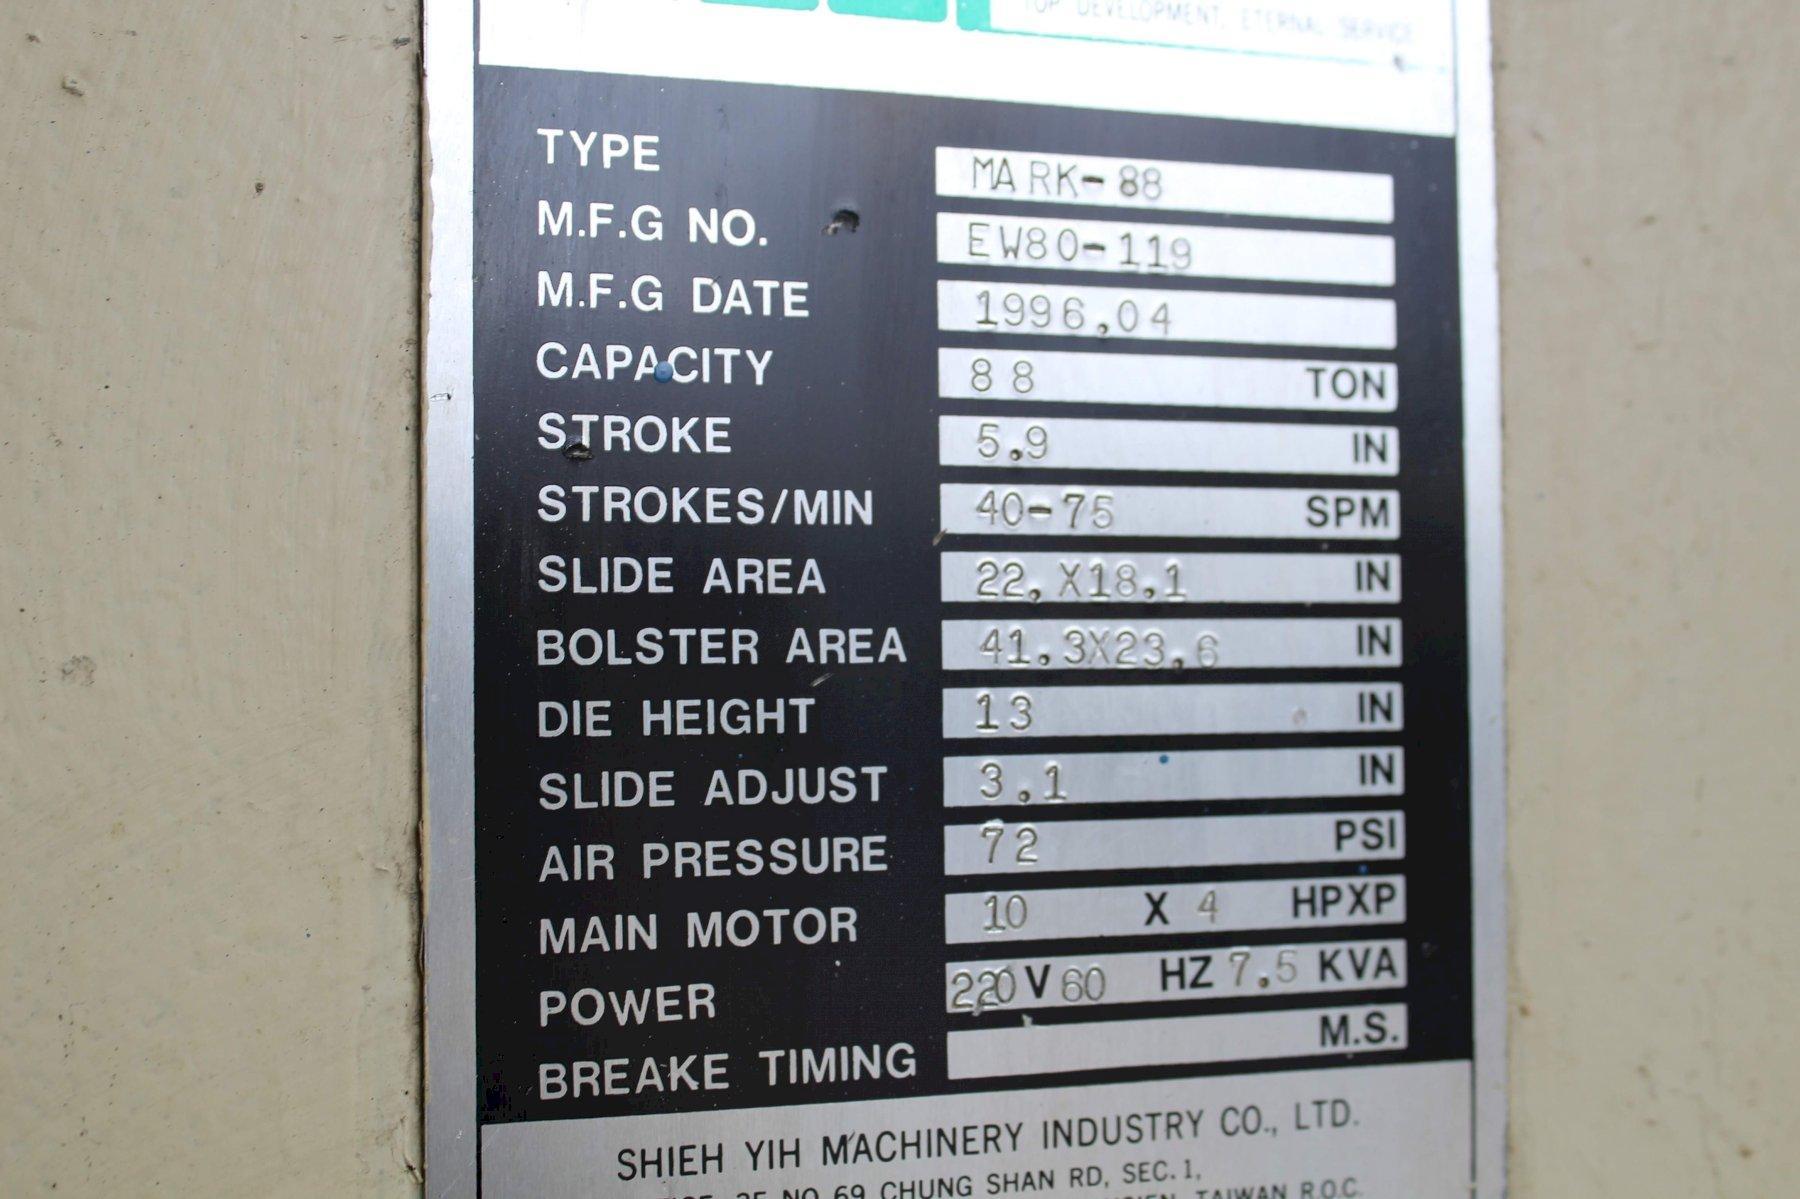 TOP DEVELOPMENT, ETERNAL SERVICE
TYPE MARK-88
M.F.G NO. EW80-119
M.F.G DATE 1996.04
CAPACITY 88 TON
STROKE 5.9 IN
STROKES/MIN 40-75 SPM
SLIDE AREA 22.X18.1 IN
BOLSTER AREA 41.3X23.6 IN
DIE HEIGHT 13 IN
SLIDE ADJUST 3.1 IN
AIR PRESSURE 72 PSI
MAIN MOTOR 10 X 4 HPXP
POWER 220 V 60 HZ 7.5 KVA
BREAKE TIMING M.S.
SHIEH YIH MACHINERY INDUSTRY CO., LTD.
NO 69 CHUNG SHAN RD, SEC. 1,
TAIWAN R.O.C.